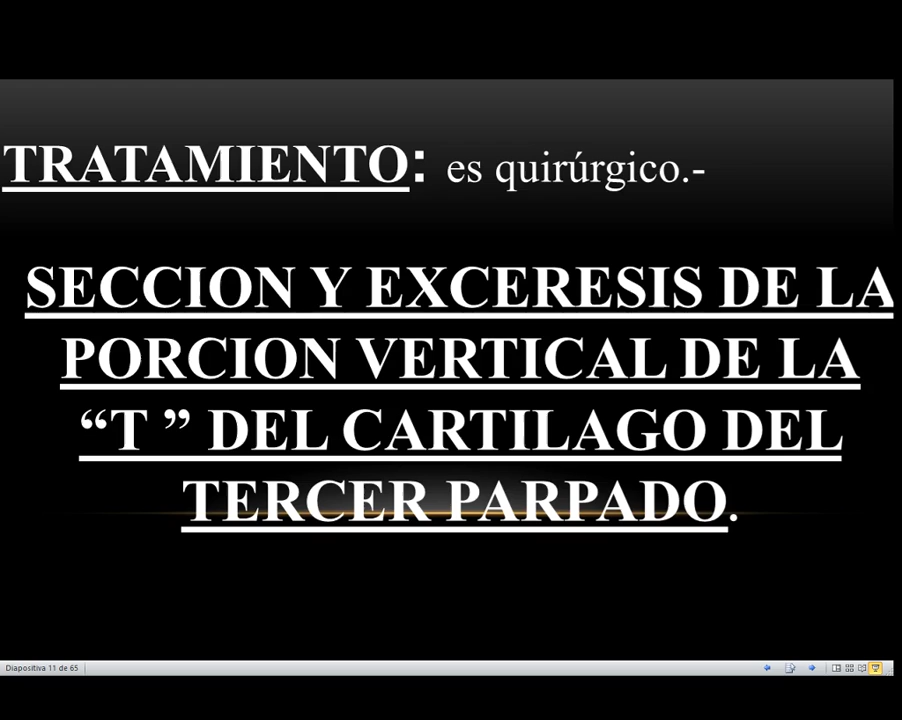 TRATAMIENTO: es quirúrgico.-
SECCION Y EXCERESIS DE LA
PORCION VERTICAL DE LA
“T ” DEL CARTILAGO DEL
TERCER PARPADO.
Diapositiva 11 de 65